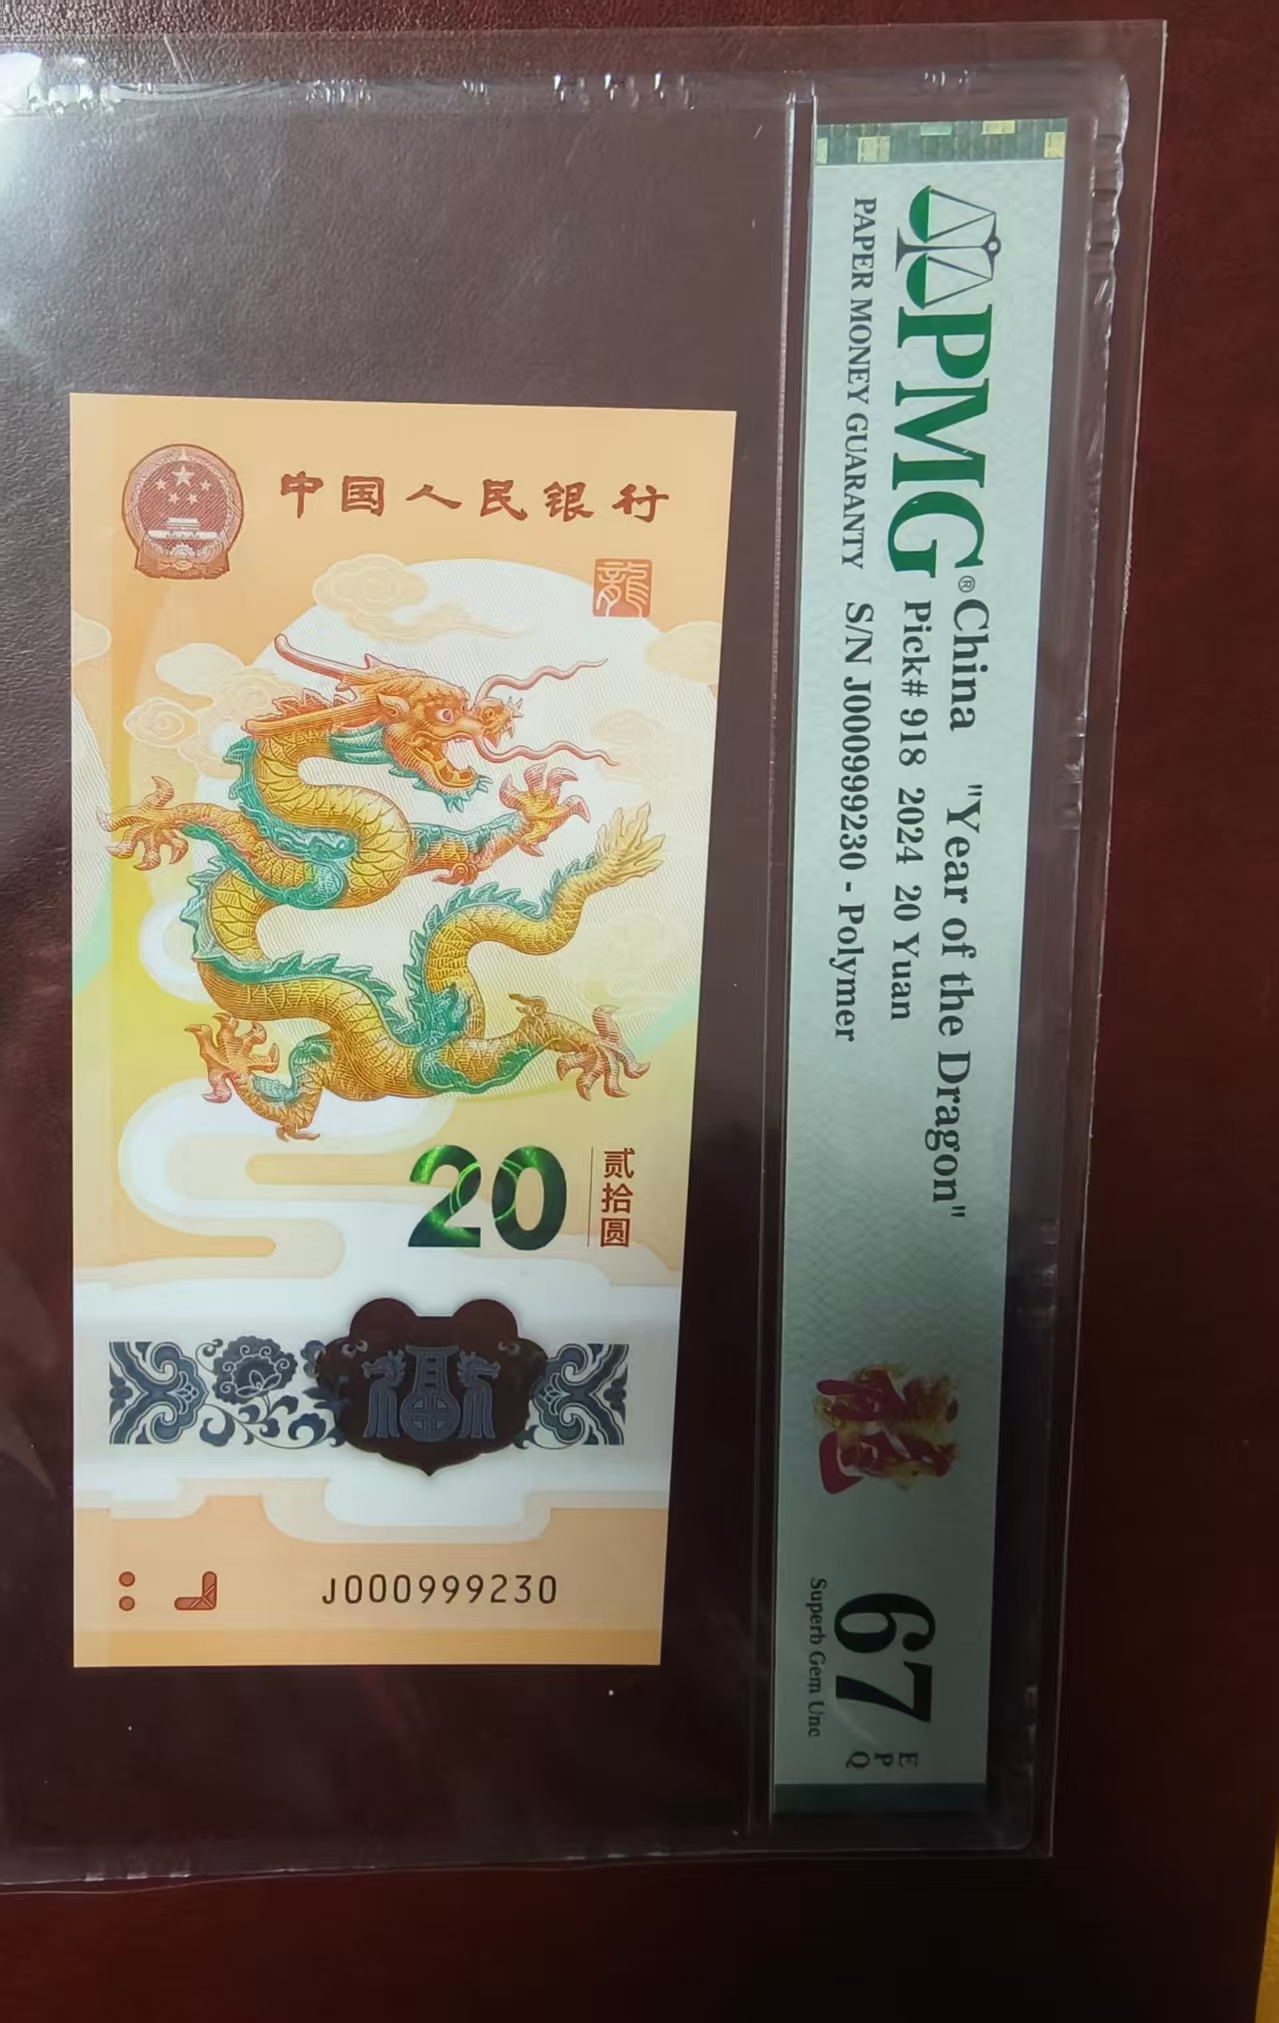 中国人民银行
龍
20
贰拾圆
J000999230
PMG®
PAPER MONEY GUARANTY
China "Year of the Dragon"
Pick# 918 2024 20 Yuan
S/N J000999230 - Polymer
67
EPQ
Superb Gem Unc